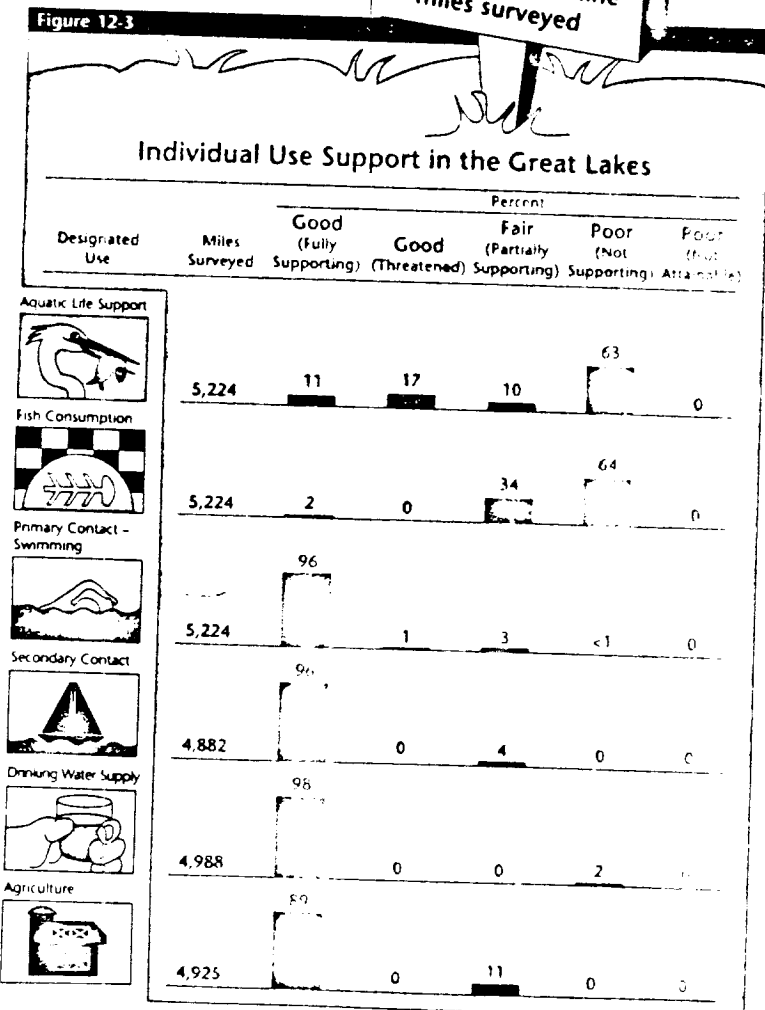 miles surveyed
Figure 12-3
Individual Use Support in the Great Lakes
Percent
Designated Use
Miles Surveyed
Good (Fully Supporting)
Good (Threatened)
Fair (Partially Supporting)
Poor (Not Supporting)
Poor
Aquatic Life Support
5,224 11 17 10 63 0
Fish Consumption
5,224 2 0 34 64 0
Primary Contact –
Swimming
5,224 96 1 3 <1 0
Secondary Contact
4,882 96 0 4 0
Drinking Water Supply
4,988 98 0 0 2
Agriculture
4,925 89 0 11 0 0